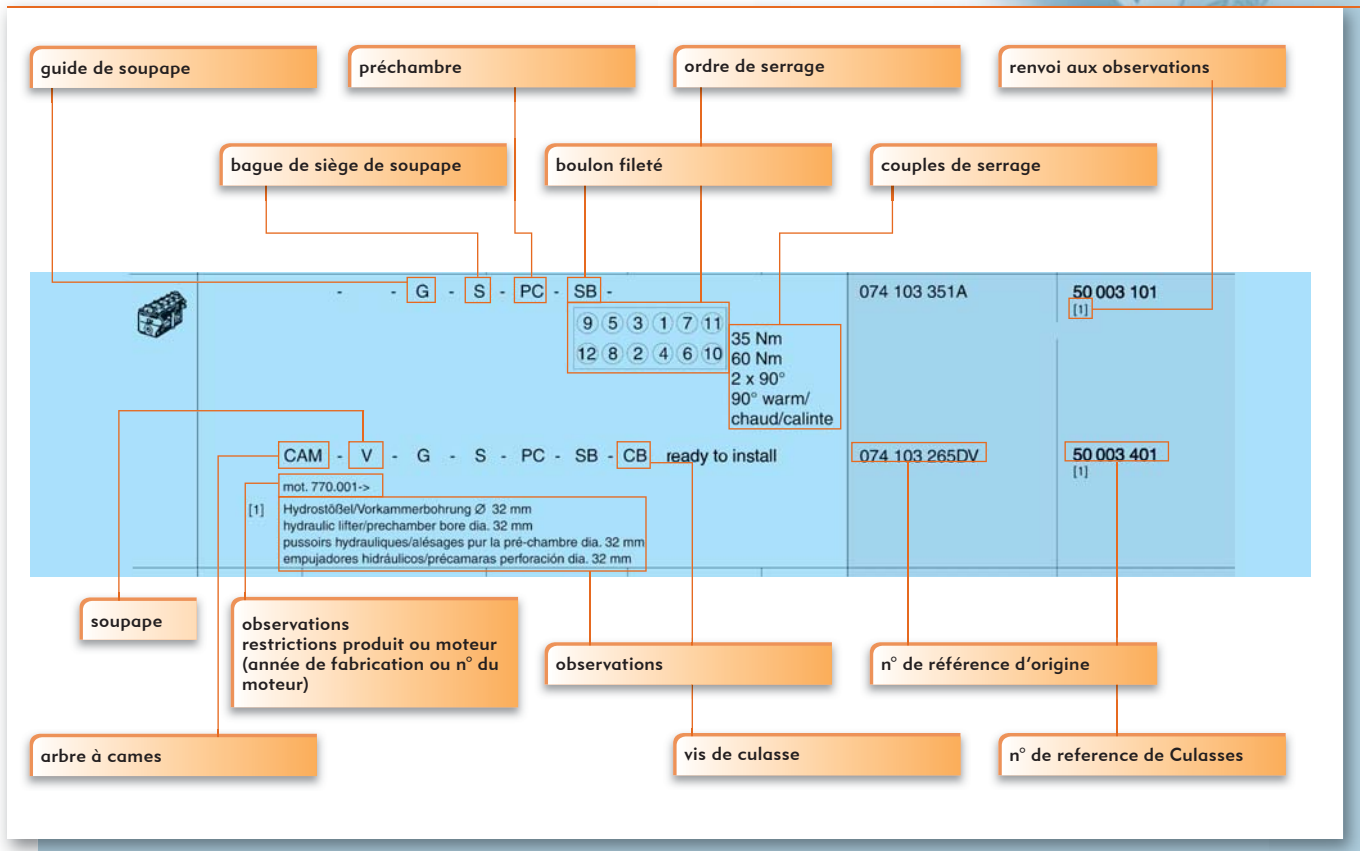 guide de soupape
préchambre
ordre de serrage
renvoi aux observations
bague de siège de soupape
boulon fileté
couples de serrage
- - G - S - PC - SB -
074 103 351A
50 003 101
[1]
9 5 3 1 7 11
12 8 2 4 6 10
35 Nm
60 Nm
2 x 90°
90° warm/
chaud/calinte
CAM - V - G - S - PC - SB - CB ready to install
074 103 265DV
50 003 401
[1]
mot. 770.001->
[1] Hydrostößel/Vorkammerbohrung Ø 32 mm
hydraulic lifter/prechamber bore dia. 32 mm
pussoirs hydrauliques/alésages pur la pré-chambre dia. 32 mm
empujadores hidráulicos/précamaras perforación dia. 32 mm
soupape
observations
restrictions produit ou moteur
(année de fabrication ou n° du
moteur)
observations
n° de référence d'origine
arbre à cames
vis de culasse
n° de reference de Culasses